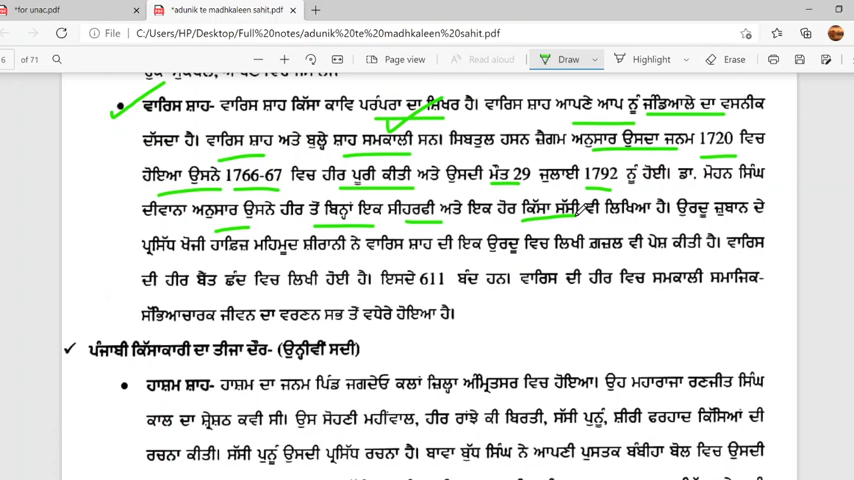 *for unac.pdf
*adunik te madhkaleen sahit.pdf
File | C:/Users/HP/Desktop/Full%20notes/adunik%20te%20madhkaleen%20sahit.pdf
6 of 71 Page view Read aloud Draw Highlight Erase
ਵਾਰਿਸ ਸ਼ਾਹ- ਵਾਰਿਸ ਸ਼ਾਹ ਕਿੱਸਾ ਕਾਵਿ ਪਰੰਪਰਾ ਦਾ ਸ਼ਿਖਰ ਹੈ। ਵਾਰਿਸ ਸ਼ਾਹ ਆਪਣੇ ਆਪ ਨੂੰ ਜੰਡਿਆਲੇ ਦਾ ਵਸਨੀਕ
ਦੱਸਦਾ ਹੈ। ਵਾਰਿਸ ਸ਼ਾਹ ਅਤੇ ਬੁਲ੍ਹੇ ਸ਼ਾਹ ਸਮਕਾਲੀ ਸਨ। ਸਿਬਤੁਲ ਹਸਨ ਜ਼ੈਗਮ ਅਨੁਸਾਰ ਉਸਦਾ ਜਨਮ 1720 ਵਿਚ
ਹੋਇਆ ਉਸਨੇ 1766-67 ਵਿਚ ਹੀਰ ਪੂਰੀ ਕੀਤੀ ਅਤੇ ਉਸਦੀ ਮੌਤ 29 ਜੁਲਾਈ 1792 ਨੂੰ ਹੋਈ। ਡਾ. ਮੋਹਨ ਸਿੰਘ
ਦੀਵਾਨਾ ਅਨੁਸਾਰ ਉਸਨੇ ਹੀਰ ਤੋਂ ਬਿਨ੍ਹਾਂ ਇਕ ਸੀਹਰਫੀ ਅਤੇ ਇਕ ਹੋਰ ਕਿੱਸਾ ਸੱਸੀ ਵੀ ਲਿਖਿਆ ਹੈ। ਉਰਦੂ ਜ਼ੁਬਾਨ ਦੇ
ਪ੍ਰਸਿੱਧ ਖੋਜੀ ਹਾਫ਼ਿਜ਼ ਮਹਿਮੂਦ ਸ਼ੀਰਾਨੀ ਨੇ ਵਾਰਿਸ ਸ਼ਾਹ ਦੀ ਇਕ ਉਰਦੂ ਵਿਚ ਲਿਖੀ ਗ਼ਜ਼ਲ ਵੀ ਪੇਸ਼ ਕੀਤੀ ਹੈ। ਵਾਰਿਸ
ਦੀ ਹੀਰ ਬੈਂਤ ਛੰਦ ਵਿਚ ਲਿਖੀ ਹੋਈ ਹੈ। ਇਸਦੇ 611 ਬੰਦ ਹਨ। ਵਾਰਿਸ ਦੀ ਹੀਰ ਵਿਚ ਸਮਕਾਲੀ ਸਮਾਜਿਕ-
ਸੱਭਿਆਚਾਰਕ ਜੀਵਨ ਦਾ ਵਰਣਨ ਸਭ ਤੋਂ ਵਧੇਰੇ ਹੋਇਆ ਹੈ।
ਪੰਜਾਬੀ ਕਿੱਸਾਕਾਰੀ ਦਾ ਤੀਜਾ ਦੌਰ- (ਉਨ੍ਹੀਵੀਂ ਸਦੀ)
ਹਾਸ਼ਮ ਸ਼ਾਹ- ਹਾਸ਼ਮ ਦਾ ਜਨਮ ਪਿੰਡ ਜਗਦੇਓ ਕਲਾਂ ਜ਼ਿਲ੍ਹਾ ਅੰਮ੍ਰਿਤਸਰ ਵਿਚ ਹੋਇਆ। ਉਹ ਮਹਾਰਾਜਾ ਰਣਜੀਤ ਸਿੰਘ
ਕਾਲ ਦਾ ਸ਼੍ਰੇਸ਼ਠ ਕਵੀ ਸੀ। ਉਸ ਸੋਹਣੀ ਮਹੀਂਵਾਲ, ਹੀਰ ਰਾਂਝੇ ਕੀ ਬਿਰਤੀ, ਸੱਸੀ ਪੁਨੂੰ, ਸ਼ੀਰੀ ਫਰਹਾਦ ਕਿੱਸਿਆਂ ਦੀ
ਰਚਨਾ ਕੀਤੀ। ਸੱਸੀ ਪੁਨੂੰ ਉਸਦੀ ਪ੍ਰਸਿੱਧ ਰਚਨਾ ਹੈ। ਬਾਵਾ ਬੁੱਧ ਸਿੰਘ ਨੇ ਆਪਣੀ ਪੁਸਤਕ ਬੰਬੀਹਾ ਬੋਲ ਵਿਚ ਉਸਦੀ